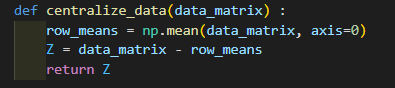 def centralize_data(data_matrix) :
    row_means = np.mean(data_matrix, axis=0)
    Z = data_matrix - row_means
    return Z